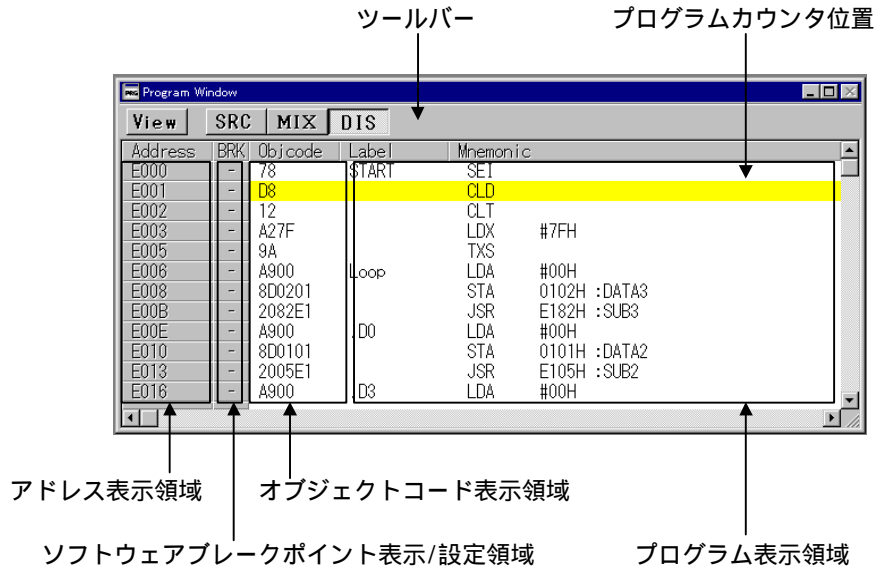 ツールバー プログラムカウンタ位置
Program Window
View SRC MIX DIS
Address BRK Objcode Label Mnemonic
E000 - 78 START SEI
E001 - D8 CLD
E002 - 12 CLT
E003 - A27F LDX #7FH
E005 - 9A TXS
E006 - A900 Loop LDA #00H
E008 - 8D0201 STA 0102H :DATA3
E00B - 2082E1 JSR E182H :SUB3
E00E - A900 .D0 LDA #00H
E010 - 8D0101 STA 0101H :DATA2
E013 - 2005E1 JSR E105H :SUB2
E016 - A900 .D3 LDA #00H
アドレス表示領域 オブジェクトコード表示領域
ソフトウェアブレークポイント表示/設定領域 プログラム表示領域